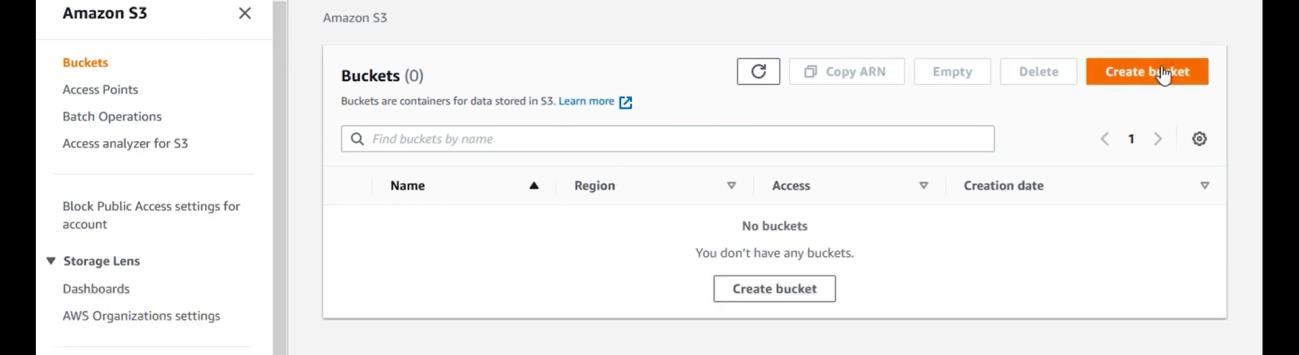 Amazon S3
Buckets
Access Points
Batch Operations
Access analyzer for S3
Block Public Access settings for
account
Storage Lens
Dashboards
AWS Organizations settings
Amazon S3
Buckets (0)
Copy ARN
Empty
Delete
Create bucket
Buckets are containers for data stored in S3. Learn more
Find buckets by name
1
Name
Region
Access
Creation date
No buckets
You don't have any buckets.
Create bucket